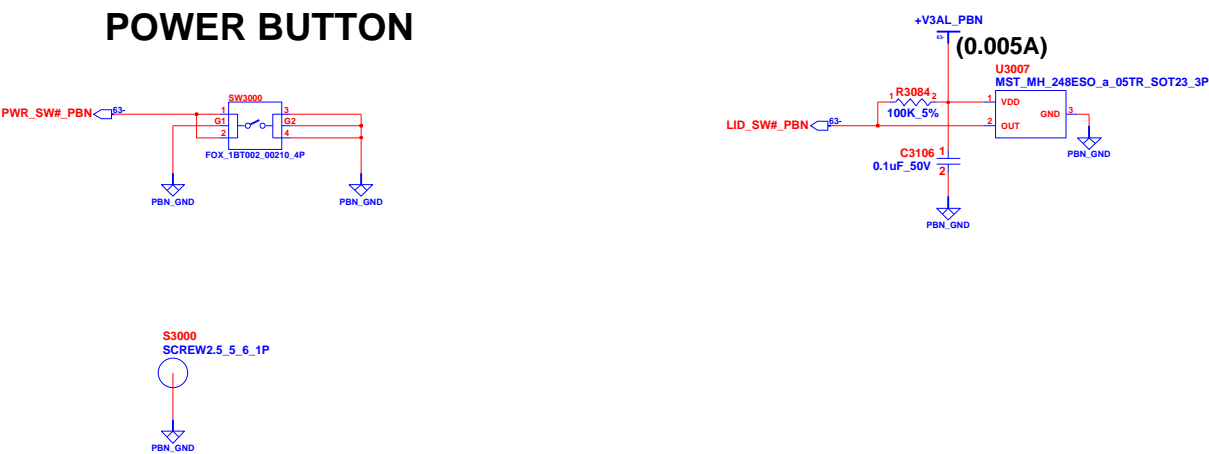 POWER BUTTON
+V3AL_PBN
63-
(0.005A)
U3007
MST_MH_248ESO_a_05TR_SOT23_3P
SW3000
PWR_SW#_PBN
63-
1
3
G1
G2
2
4
FOX_1BT002_00210_4P
PBN_GND
PBN_GND
R3084
1
2
100K_5%
1
VDD
GND
3
2
OUT
LID_SW#_PBN
63-
PBN_GND
C3106
1
0.1uF_50V
2
PBN_GND
S3000
SCREW2.5_5_6_1P
PBN_GND